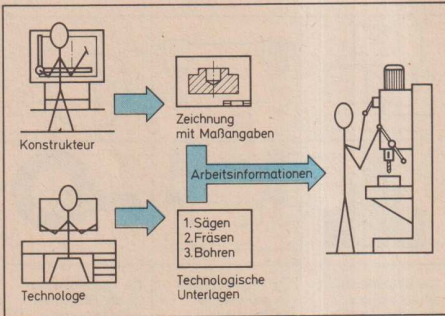 Konstrukteur
Zeichnung
mit Maßangaben
Arbeitsinformationen
1. Sägen
2. Fräsen
3. Bohren
Technologe
Technologische
Unterlagen